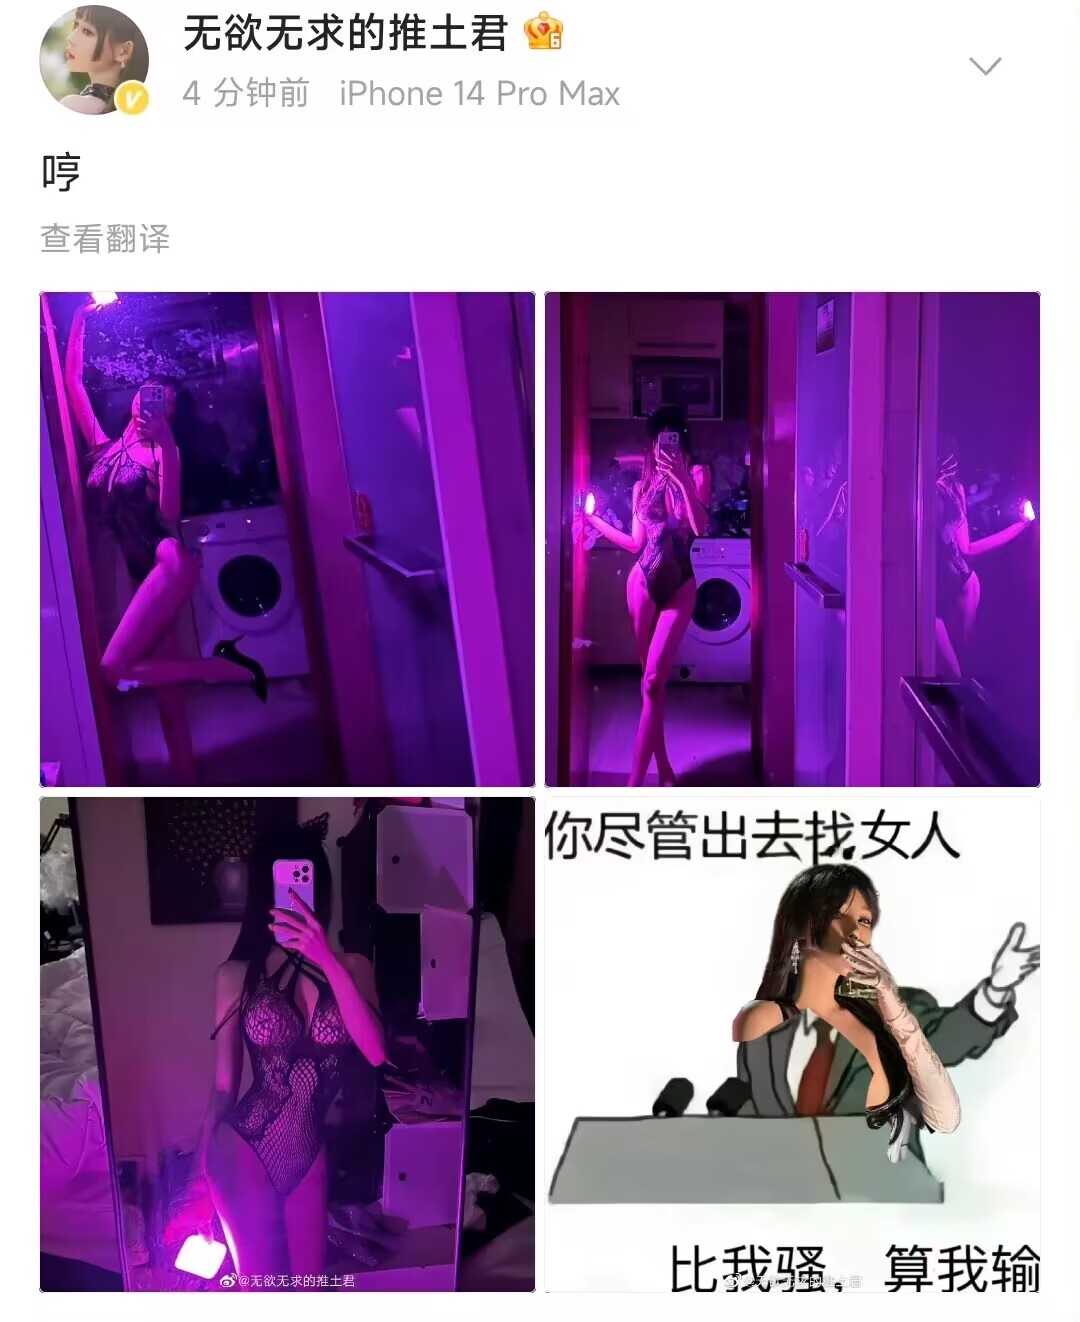 无欲无求的推土君
6
4 分钟前 iPhone 14 Pro Max
哼
查看翻译
@无欲无求的推土君
你尽管出去找女人
比我骚，算我输
@无欲无求的推土君